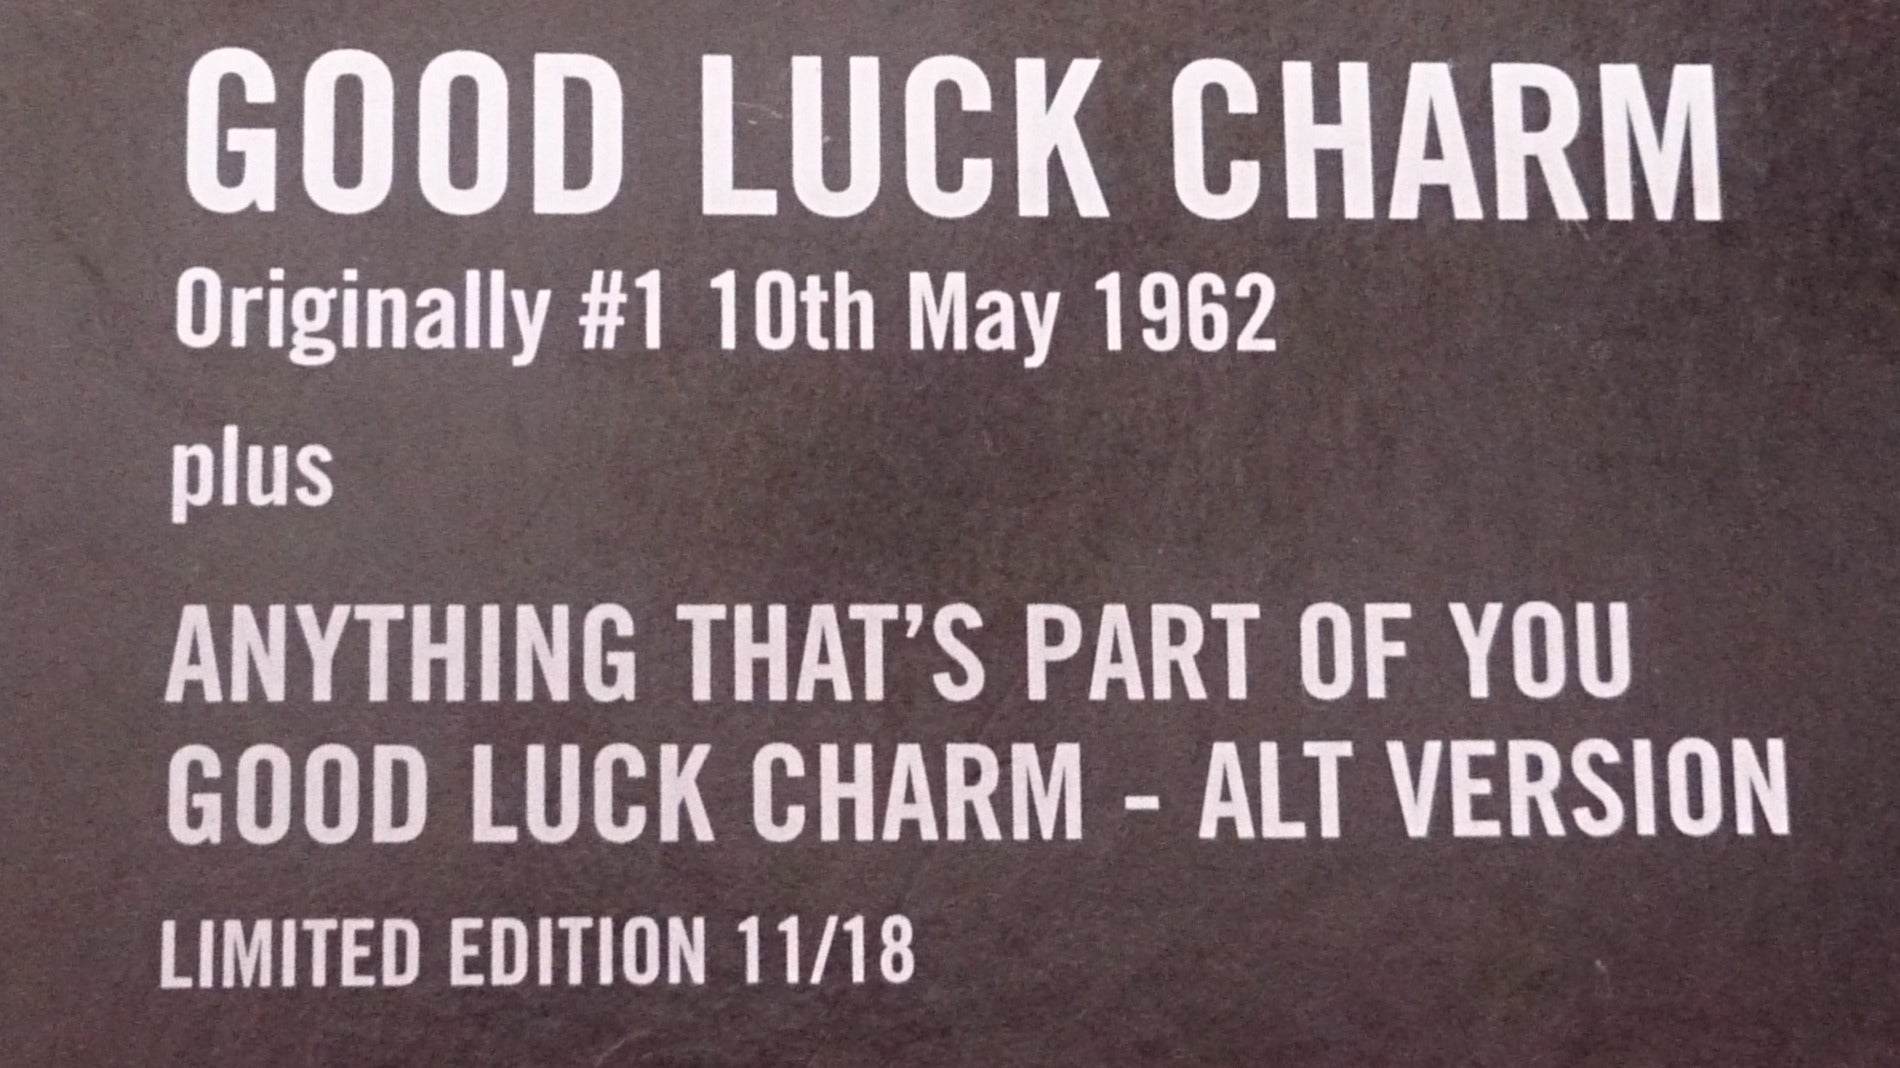 GOOD LUCK CHARM
Originally #1 10th May 1962
plus
ANYTHING THAT’S PART OF YOU
GOOD LUCK CHARM - ALT VERSION
LIMITED EDITION 11/18